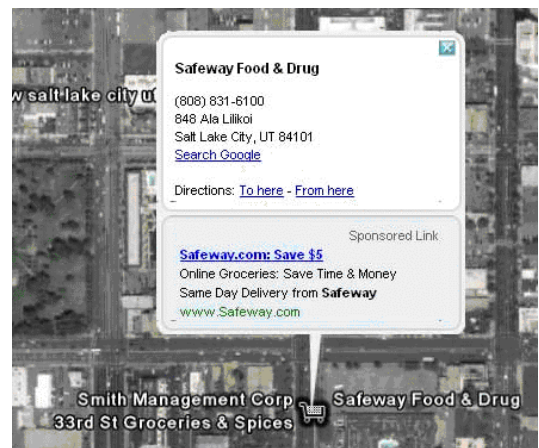 w salt lake city ut
Safeway Food & Drug
(808) 831-6100
848 Ala Lilikoi
Salt Lake City, UT 84101
Search Google
Directions: To here - From here
Sponsored Link
Safeway.com: Save $5
Online Groceries: Save Time & Money
Same Day Delivery from Safeway
www.Safeway.com
Smith Management Corp
33rd St Groceries & Spices
Safeway Food & Drug